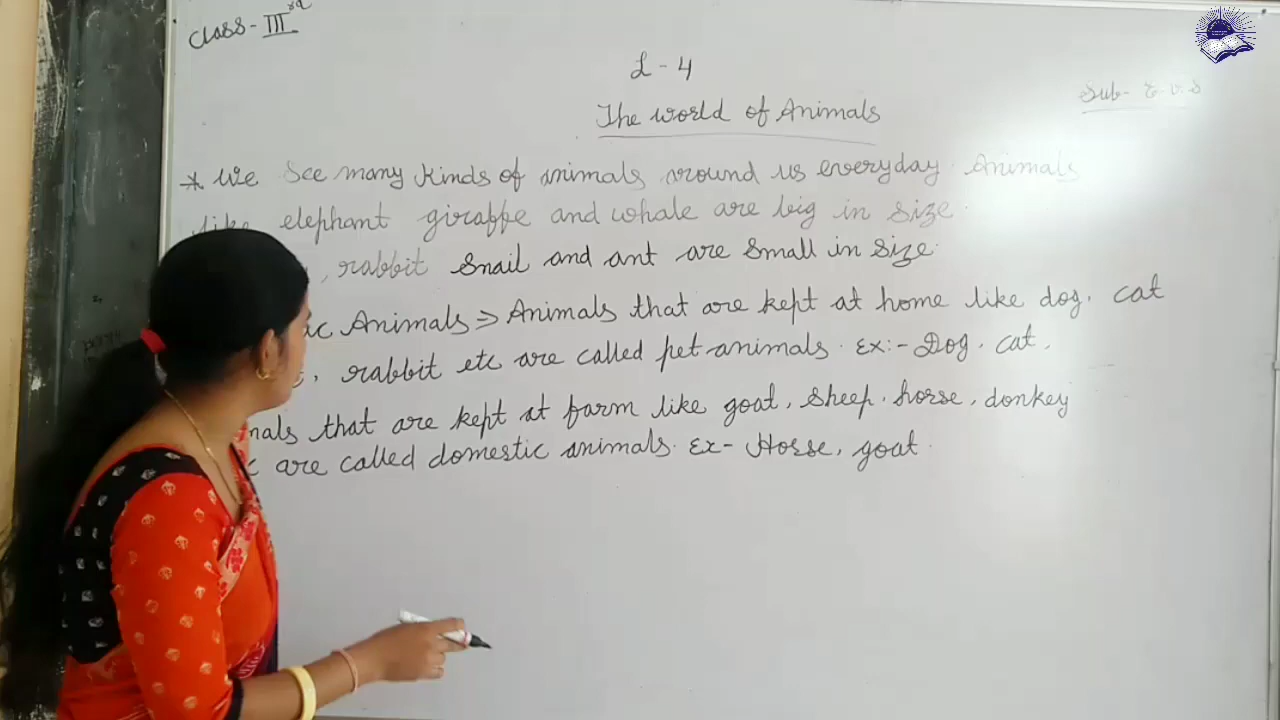 Class - III rd
L - 4
Sub - E.V.S
The world of Animals
* We See many kinds of animals around us everyday. Animals
like elephant giraffe and whale are big in size.
, rabbit snail and ant are small in size.
ic Animals ⇒ Animals that are kept at home like dog, cat
, rabbit etc are called pet animals. Ex:- Dog, cat,
mals that are kept at farm like goat, sheep, horse, donkey
c are called domestic animals. Ex- Horse, goat.